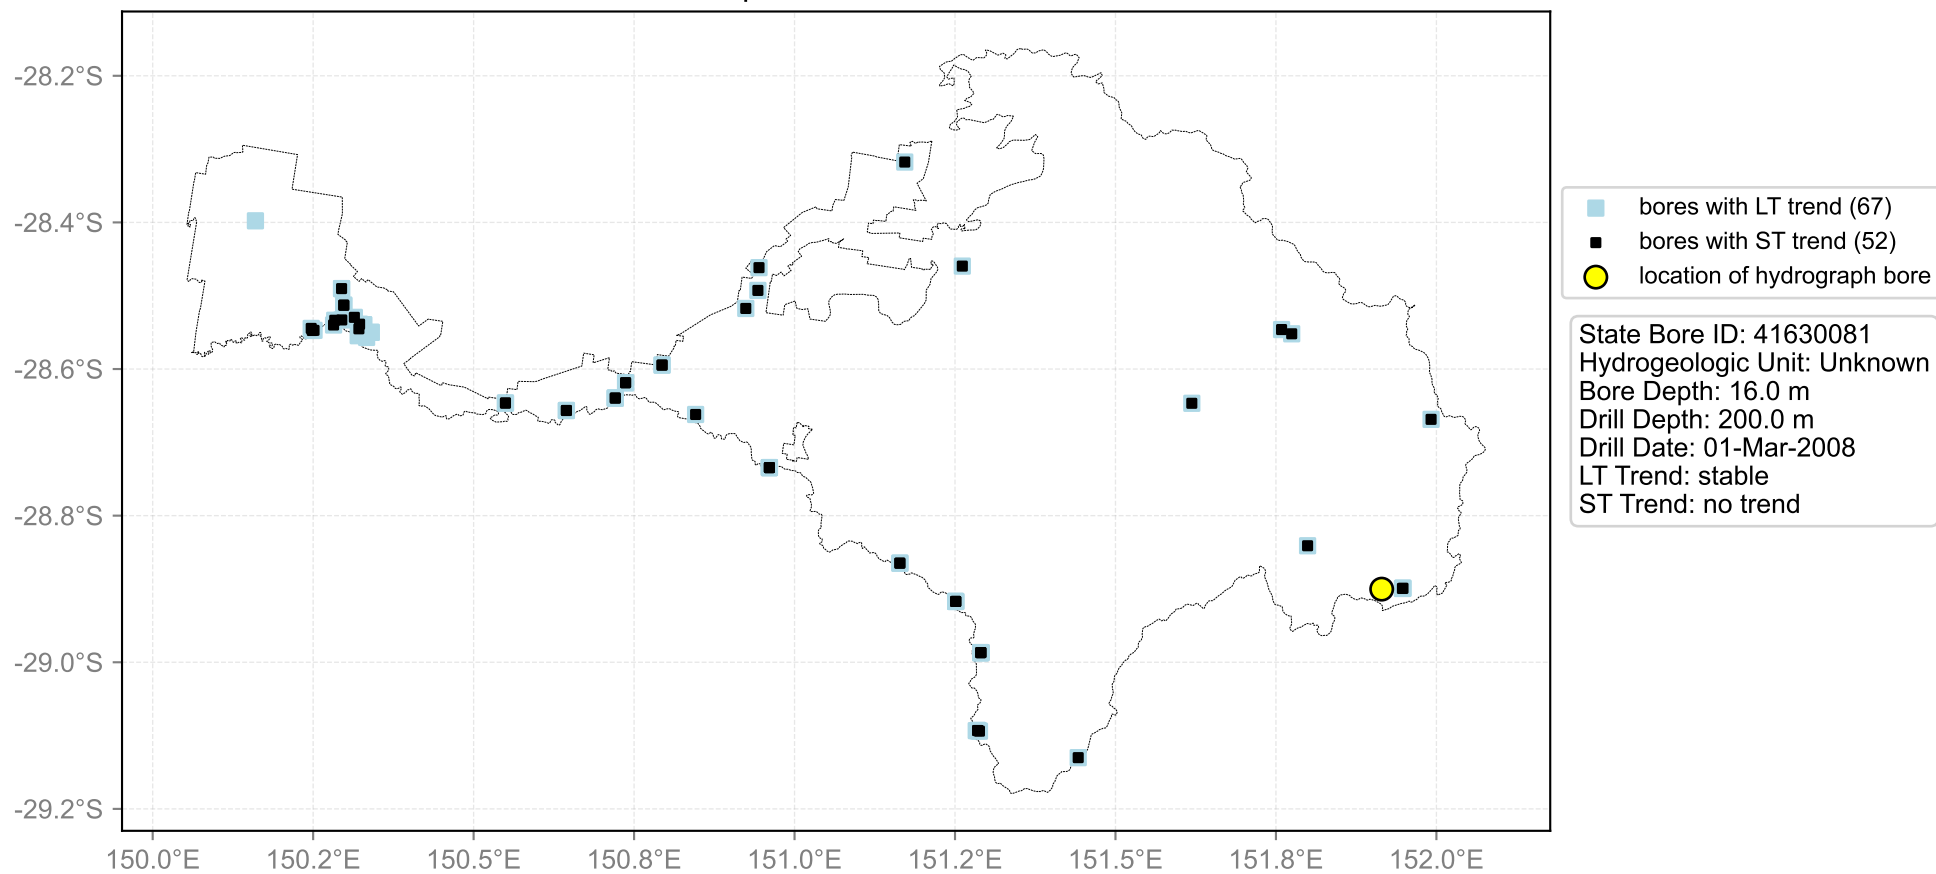 -28.2°S
-28.4°S
-28.6°S
-28.8°S
-29.0°S
-29.2°S
150.0°E 150.2°E 150.5°E 150.8°E 151.0°E 151.2°E 151.5°E 151.8°E 152.0°E
bores with LT trend (67)
bores with ST trend (52)
location of hydrograph bore
State Bore ID: 41630081
Hydrogeologic Unit: Unknown
Bore Depth: 16.0 m
Drill Depth: 200.0 m
Drill Date: 01-Mar-2008
LT Trend: stable
ST Trend: no trend